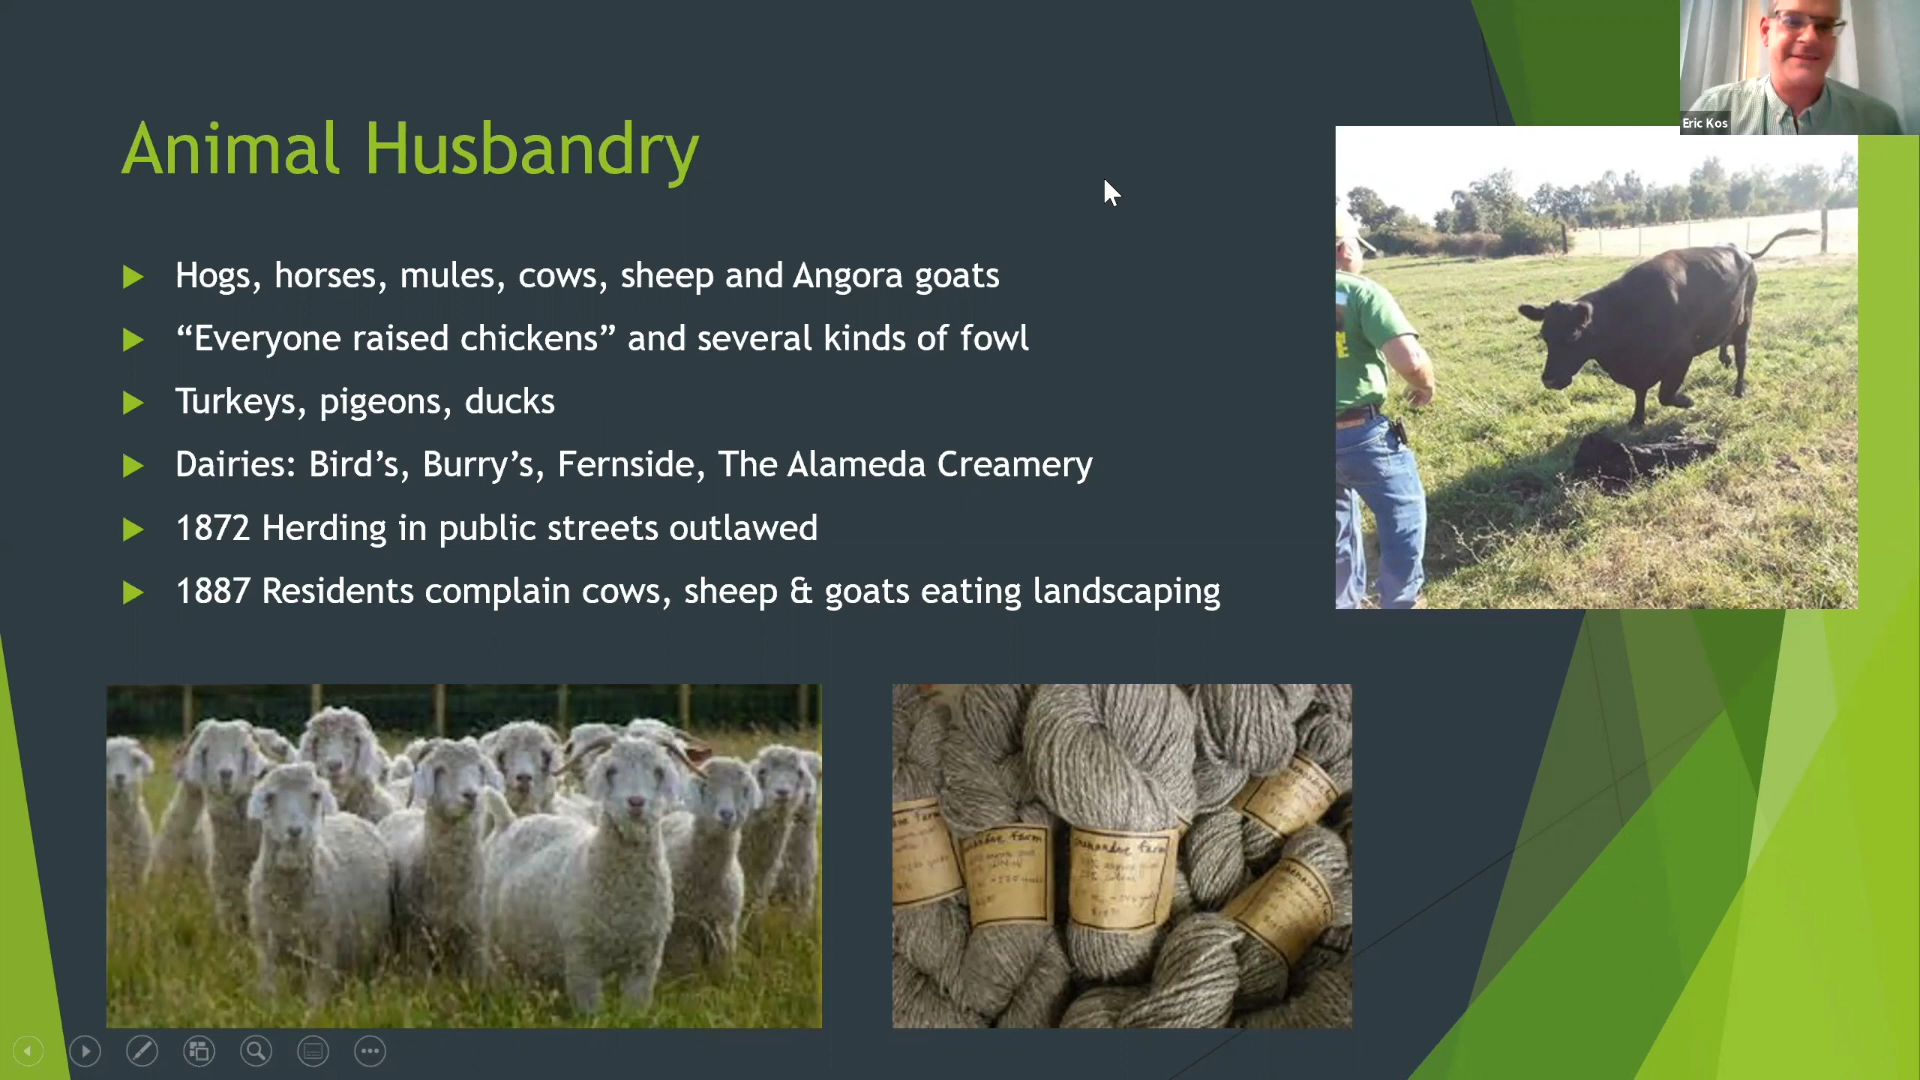 Eric Kos
Animal Husbandry
Hogs, horses, mules, cows, sheep and Angora goats
“Everyone raised chickens” and several kinds of fowl
Turkeys, pigeons, ducks
Dairies: Bird’s, Burry’s, Fernside, The Alameda Creamery
1872 Herding in public streets outlawed
1887 Residents complain cows, sheep & goats eating landscaping
farm
farm